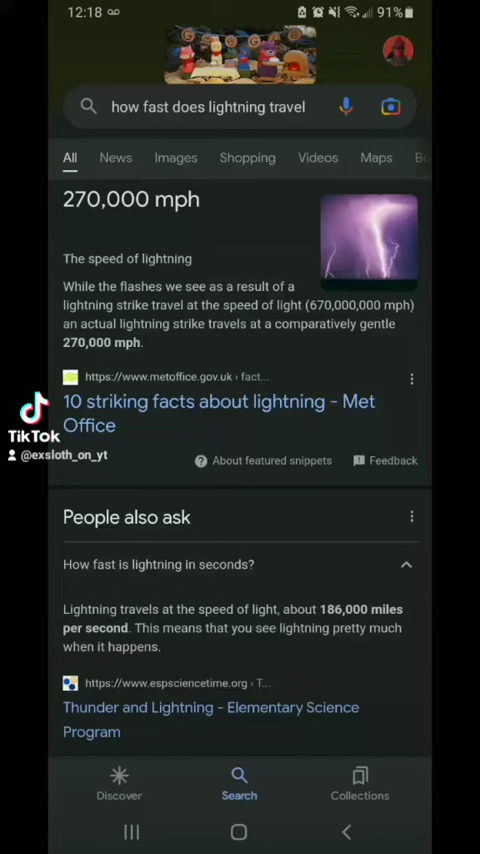 12:18
91%
how fast does lightning travel
All News Images Shopping Videos Maps
270,000 mph
The speed of lightning
While the flashes we see as a result of a
lightning strike travel at the speed of light (670,000,000 mph)
an actual lightning strike travels at a comparatively gentle
270,000 mph.
https://www.metoffice.gov.uk › fact...
10 striking facts about lightning - Met
Office
TikTok
@exsloth_on_yt
About featured snippets Feedback
People also ask
How fast is lightning in seconds?
Lightning travels at the speed of light, about 186,000 miles
per second. This means that you see lightning pretty much
when it happens.
https://www.espsciencetime.org › T...
Thunder and Lightning - Elementary Science
Program
Discover Search Collections